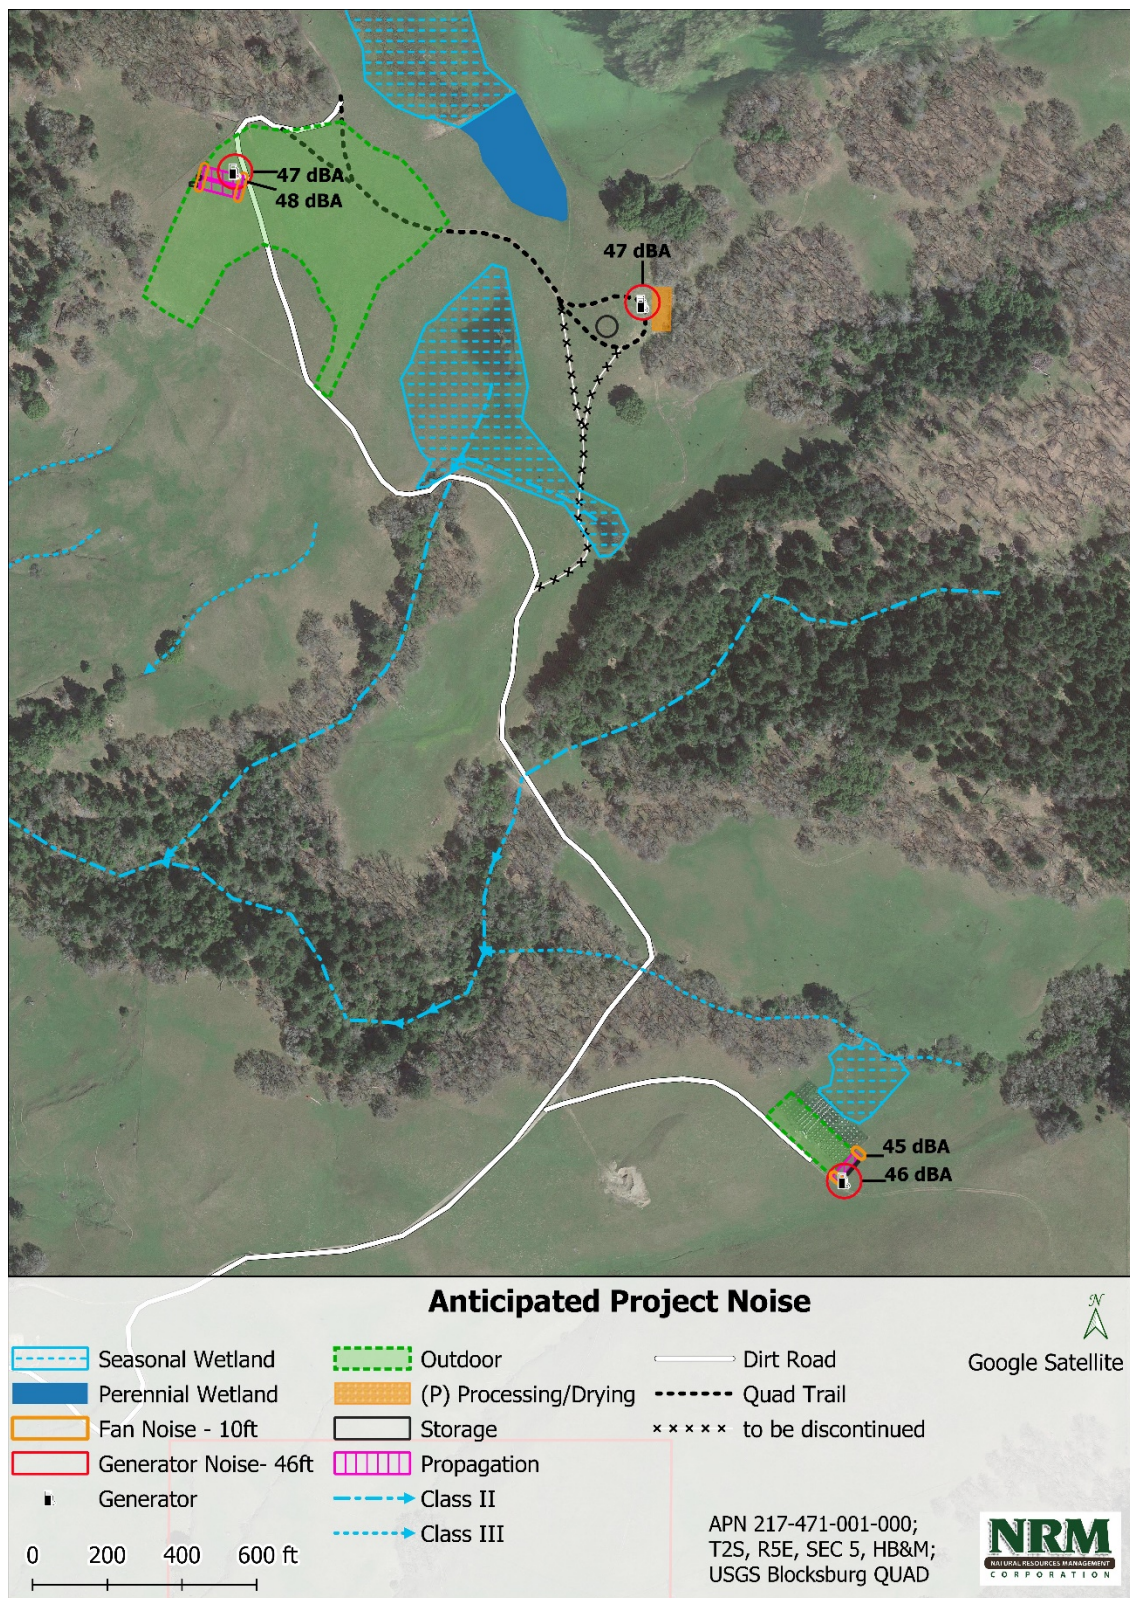 47 dBA
48 dBA
47 dBA
45 dBA
46 dBA
Anticipated Project Noise
N
Seasonal Wetland
Perennial Wetland
Fan Noise - 10ft
Generator Noise- 46ft
Generator
Outdoor
(P) Processing/Drying
Storage
Propagation
Class II
Class III
Dirt Road
Quad Trail
to be discontinued
Google Satellite
0 200 400 600 ft
APN 217-471-001-000;
T2S, R5E, SEC 5, HB&M;
USGS Blocksburg QUAD
NRM
NATURAL RESOURCES MANAGEMENT
CORPORATION